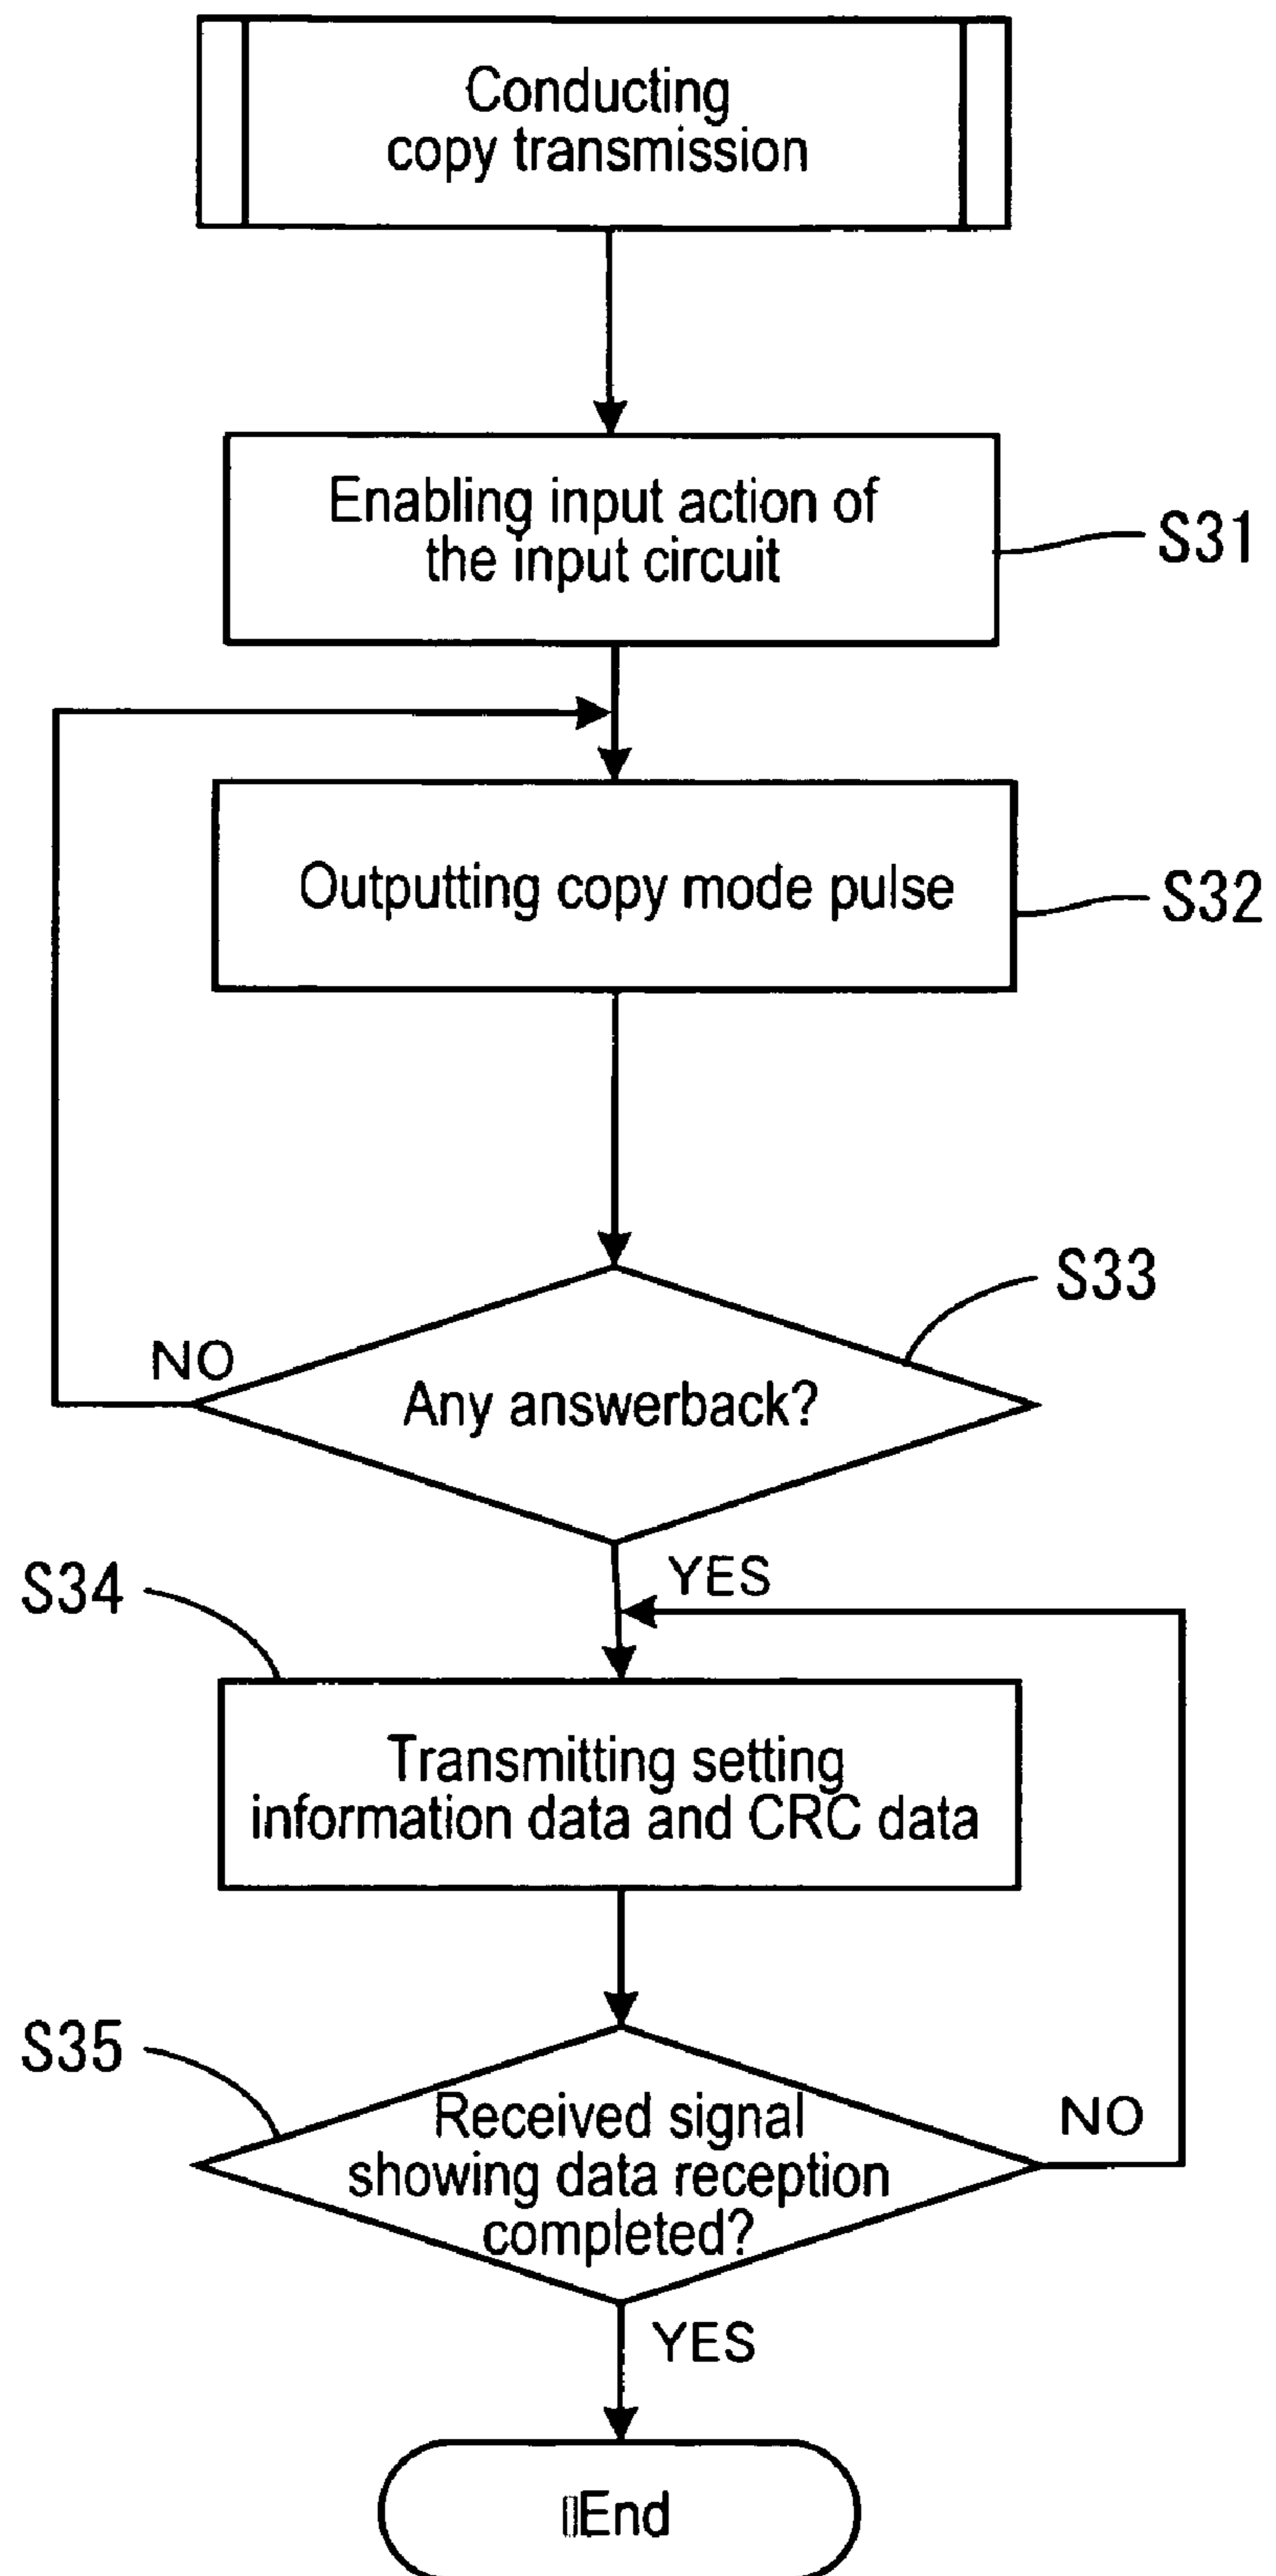 Conducting
copy transmission
Enabling input action of
the input circuit
S31
Outputting copy mode pulse
S32
S33
NO
Any answerback?
YES
S34
Transmitting setting
information data and CRC data
S35
Received signal
showing data reception
completed?
NO
YES
End